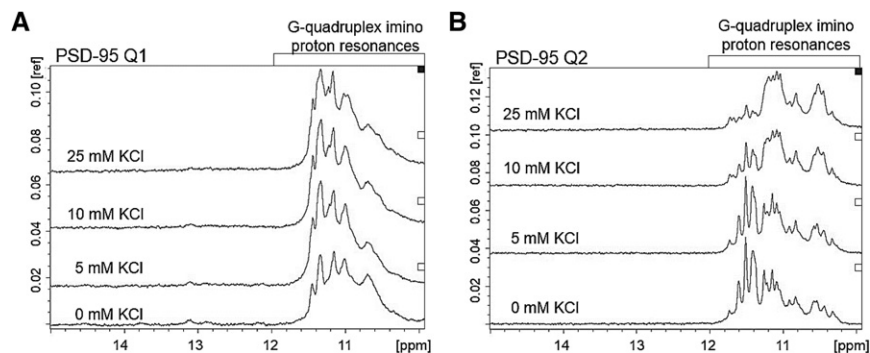 A
G-quadruplex imino
proton resonances
PSD-95 Q1
[ref]
0.10
0.08
0.06
0.04
0.02
25 mM KCl
10 mM KCl
5 mM KCl
0 mM KCl
14
13
12
11
[ppm]
B
G-quadruplex imino
proton resonances
PSD-95 Q2
[ref]
0.12
0.10
0.08
0.06
0.04
0.02
25 mM KCl
10 mM KCl
5 mM KCl
0 mM KCl
14
13
12
11
[ppm]